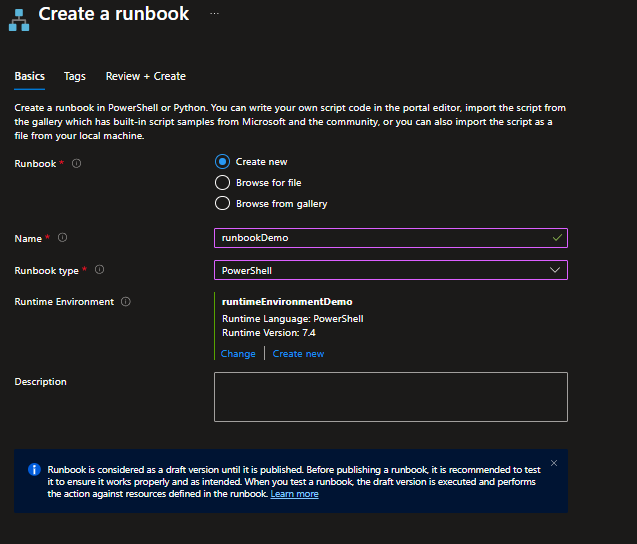 Create a runbook ...
Basics Tags Review + Create
Create a runbook in PowerShell or Python. You can write your own script code in the portal editor, import the script from
the gallery which has built-in script samples from Microsoft and the community, or you can also import the script as a
file from your local machine.
Runbook *
Create new
Browse for file
Browse from gallery
Name *
runbookDemo
Runbook type *
PowerShell
Runtime Environment
runtimeEnvironmentDemo
Runtime Language: PowerShell
Runtime Version: 7.4
Change | Create new
Description
Runbook is considered as a draft version until it is published. Before publishing a runbook, it is recommended to test
it to ensure it works properly and as intended. When you test a runbook, the draft version is executed and performs
the action against resources defined in the runbook. Learn more